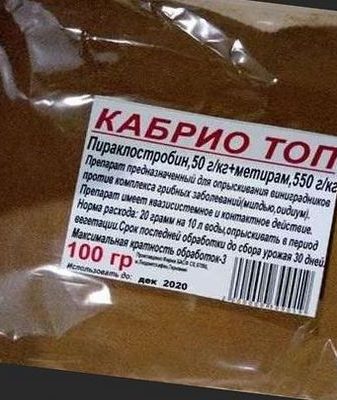 КАБРИО ТОП
Пираклостробин,50 г/кг+метирам,550 г/кг
Препарат предназначенный для опрыскивания виноградников
против комплекса грибных заболеваний(милдью,оидиум).
Препарат имеет квазисистемное и контактное действие.
Норма расхода: 20 грамм на 10 л воды,опрыскивать в период
вегетации.Срок последней обработки до сбора урожая 30 дней
Максимальная кратность обработок-3
100 гр
Использовать до: дек 2020